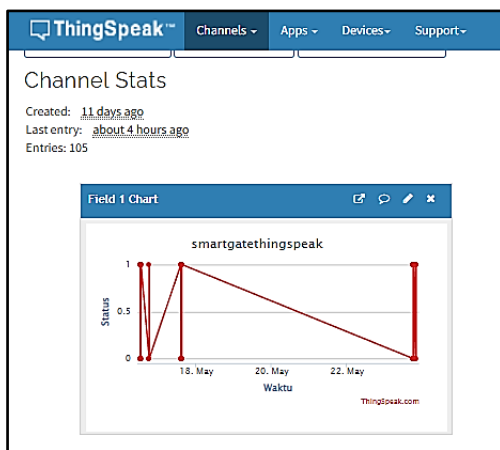 ThingSpeak™ Channels Apps Devices Support
Channel Stats
Created: 11 days ago
Last entry: about 4 hours ago
Entries: 105
Field 1 Chart
smartgatethingspeak
1
0.5
0
Status
18. May 20. May 22. May
Waktu
ThingSpeak.com